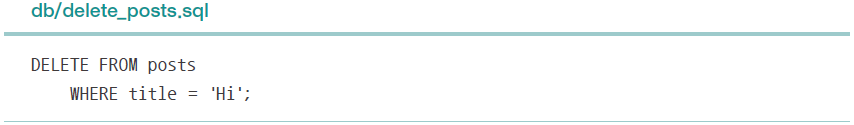 db/delete_posts.sql
DELETE FROM posts
    WHERE title = 'Hi';